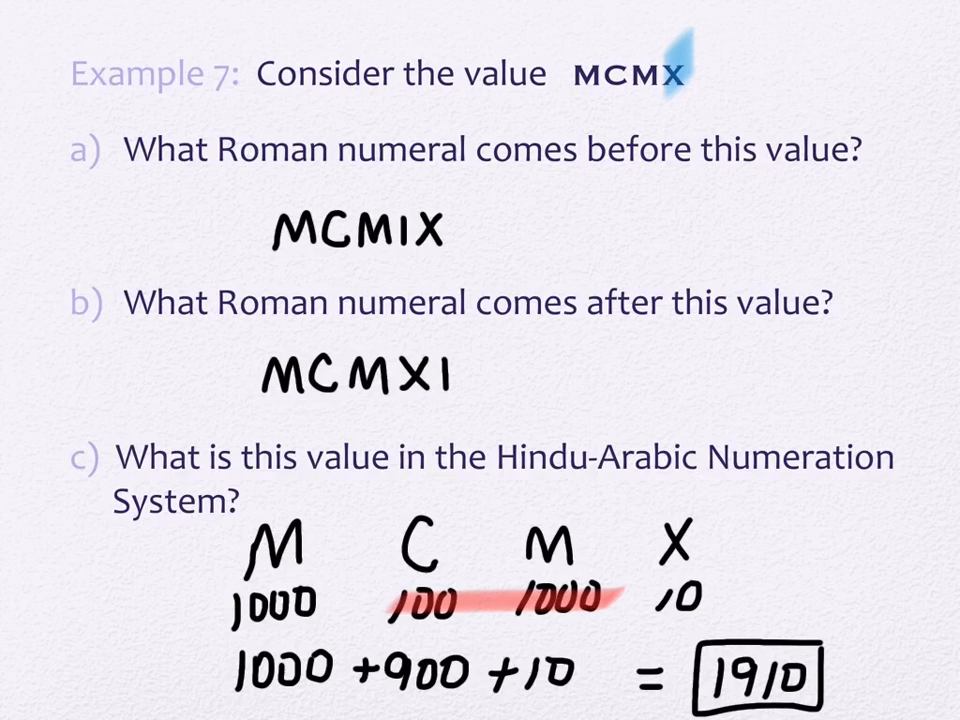 Example 7: Consider the value MCMX
a) What Roman numeral comes before this value?
MCMIX
b) What Roman numeral comes after this value?
MCMXI
c) What is this value in the Hindu-Arabic Numeration
System?
M C M X
1000 100 1000 10
1000 +900 +10 = 1910